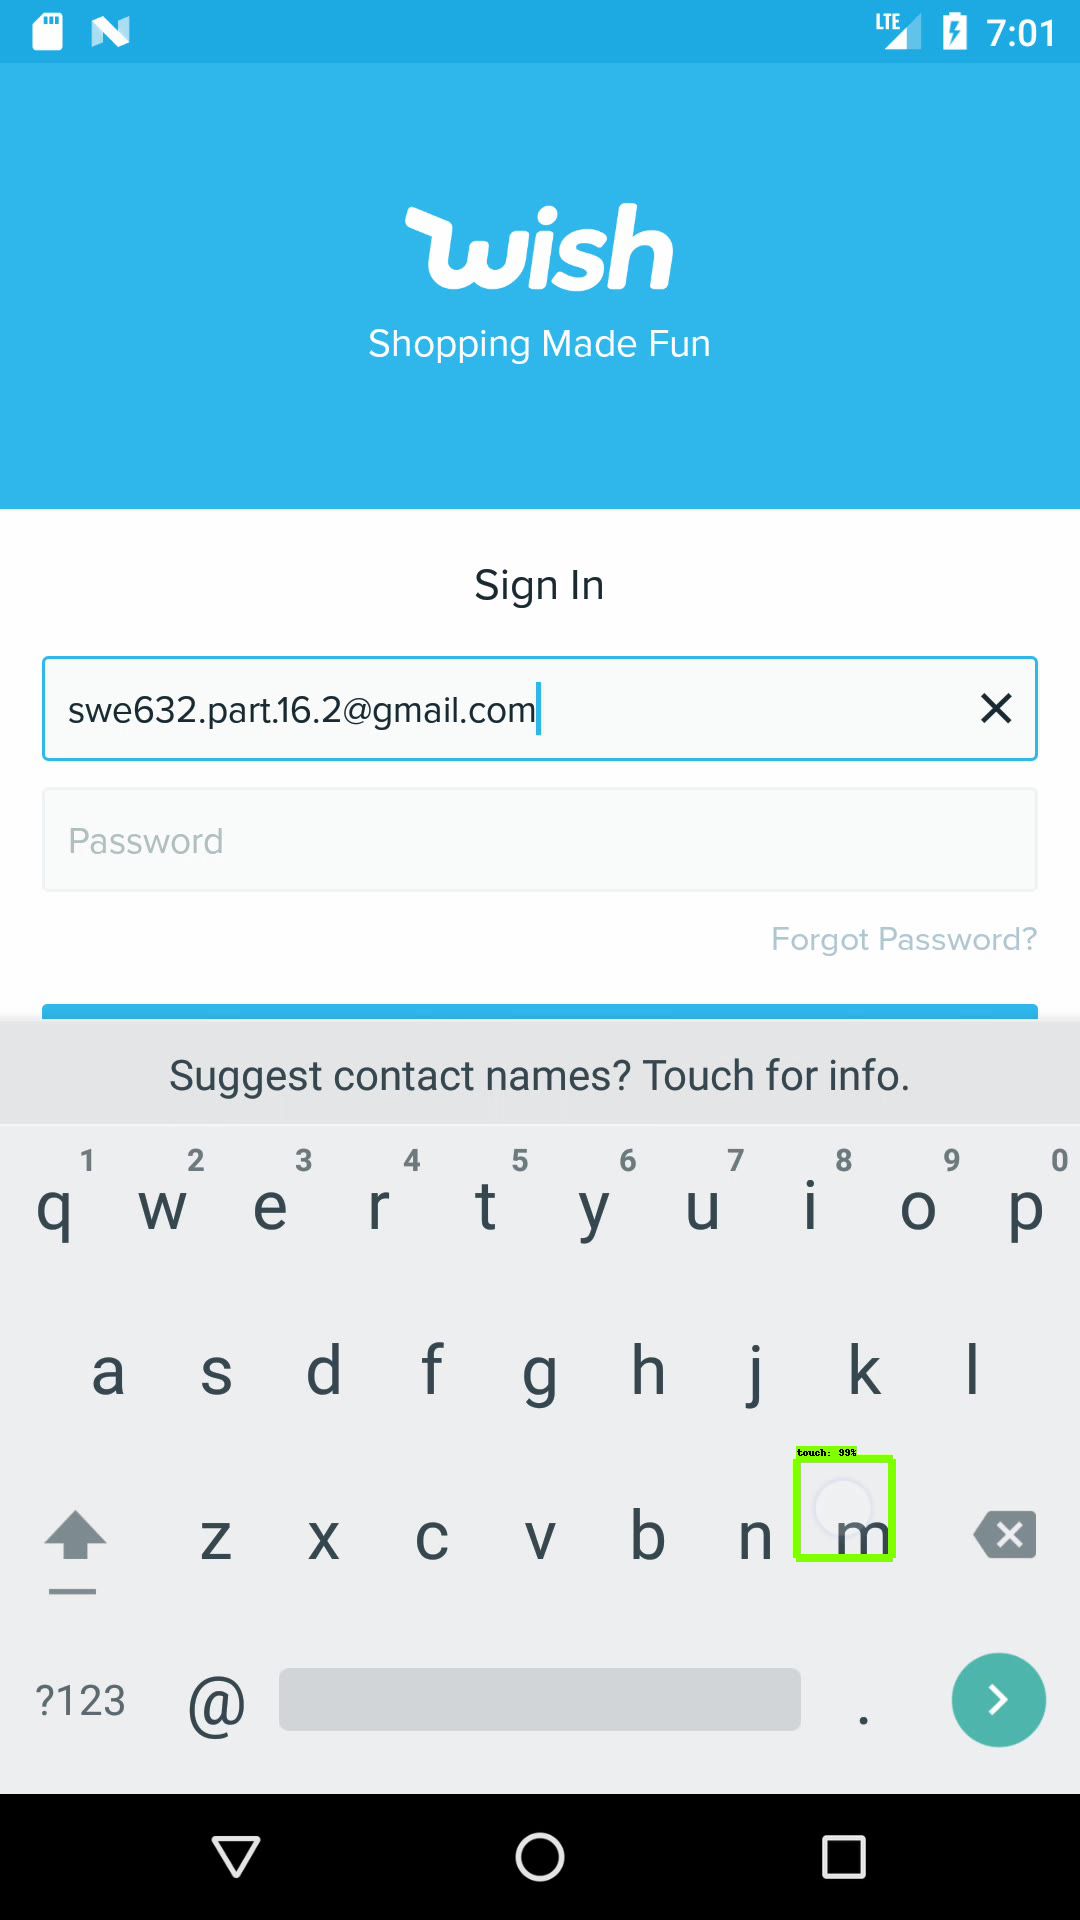 LTE 7:01
wish
Shopping Made Fun
Sign In
swe632.part.16.2@gmail.com
Password
Forgot Password?
Suggest contact names? Touch for info.
1 2 3 4 5 6 7 8 9 0
q w e r t y u i o p
a s d f g h j k l
touch: 99%
z x c v b n m
?123 @ .